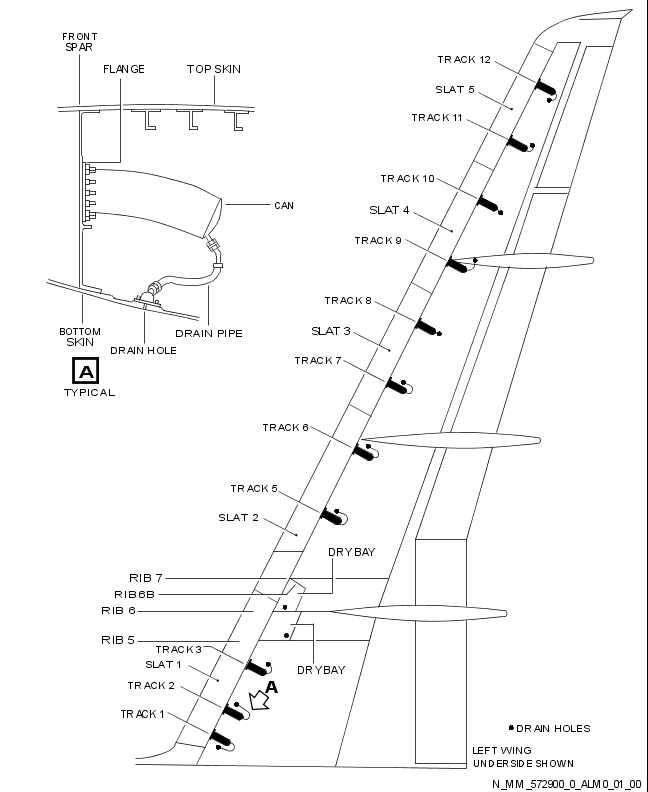 FRONT
SPAR
FLANGE
TOP SKIN
CAN
BOTTOM
SKIN
DRAIN HOLE
DRAIN PIPE
A
TYPICAL
TRACK 12
SLAT 5
TRACK 11
TRACK 10
SLAT 4
TRACK 9
TRACK 8
SLAT 3
TRACK 7
TRACK 6
TRACK 5
SLAT 2
DRYBAY
RIB 7
RIB6B
RIB 6
RIB 5
TRACK 3
SLAT 1
DRYBAY
TRACK 2
A
TRACK 1
DRAIN HOLES
LEFT WING
UNDERSIDE SHOWN
N_MM_572900_0_ALM0_01_00